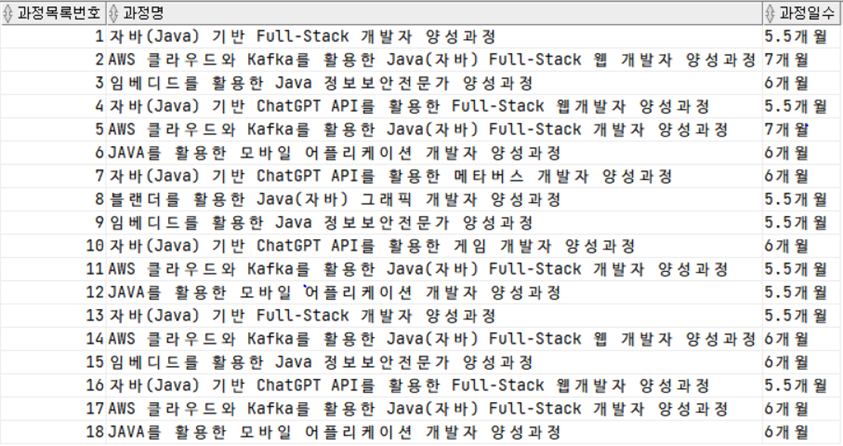 과정목록번호 과정명 과정일수
1 자바(Java) 기반 Full-Stack 개발자 양성과정 5.5개월
2 AWS 클라우드와 Kafka를 활용한 Java(자바) Full-Stack 웹 개발자 양성과정 7개월
3 임베디드를 활용한 Java 정보보안전문가 양성과정 6개월
4 자바(Java) 기반 ChatGPT API를 활용한 Full-Stack 웹개발자 양성과정 5.5개월
5 AWS 클라우드와 Kafka를 활용한 Java(자바) Full-Stack 개발자 양성과정 7개월
6 JAVA를 활용한 모바일 어플리케이션 개발자 양성과정 6개월
7 자바(Java) 기반 ChatGPT API를 활용한 메타버스 개발자 양성과정 6개월
8 블랜더를 활용한 Java(자바) 그래픽 개발자 양성과정 5.5개월
9 임베디드를 활용한 Java 정보보안전문가 양성과정 5.5개월
10 자바(Java) 기반 ChatGPT API를 활용한 게임 개발자 양성과정 6개월
11 AWS 클라우드와 Kafka를 활용한 Java(자바) Full-Stack 개발자 양성과정 5.5개월
12 JAVA를 활용한 모바일 어플리케이션 개발자 양성과정 5.5개월
13 자바(Java) 기반 Full-Stack 개발자 양성과정 5.5개월
14 AWS 클라우드와 Kafka를 활용한 Java(자바) Full-Stack 웹 개발자 양성과정 6개월
15 임베디드를 활용한 Java 정보보안전문가 양성과정 6개월
16 자바(Java) 기반 ChatGPT API를 활용한 Full-Stack 웹개발자 양성과정 5.5개월
17 AWS 클라우드와 Kafka를 활용한 Java(자바) Full-Stack 개발자 양성과정 6개월
18 JAVA를 활용한 모바일 어플리케이션 개발자 양성과정 6개월